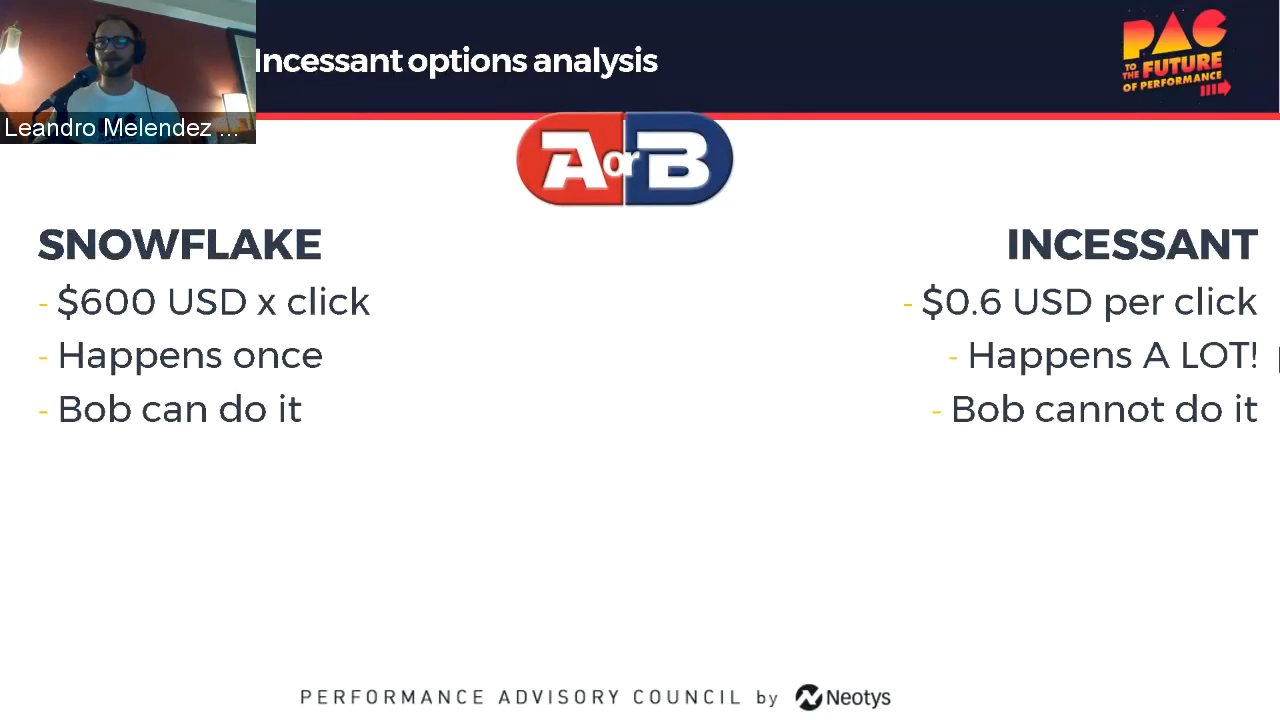 Leandro Melendez ...
Incessant options analysis
PAC
TO THE FUTURE
OF PERFORMANCE
A or B
SNOWFLAKE
- $600 USD x click
- Happens once
- Bob can do it
INCESSANT
- $0.6 USD per click
- Happens A LOT!
- Bob cannot do it
PERFORMANCE ADVISORY COUNCIL by Neotys